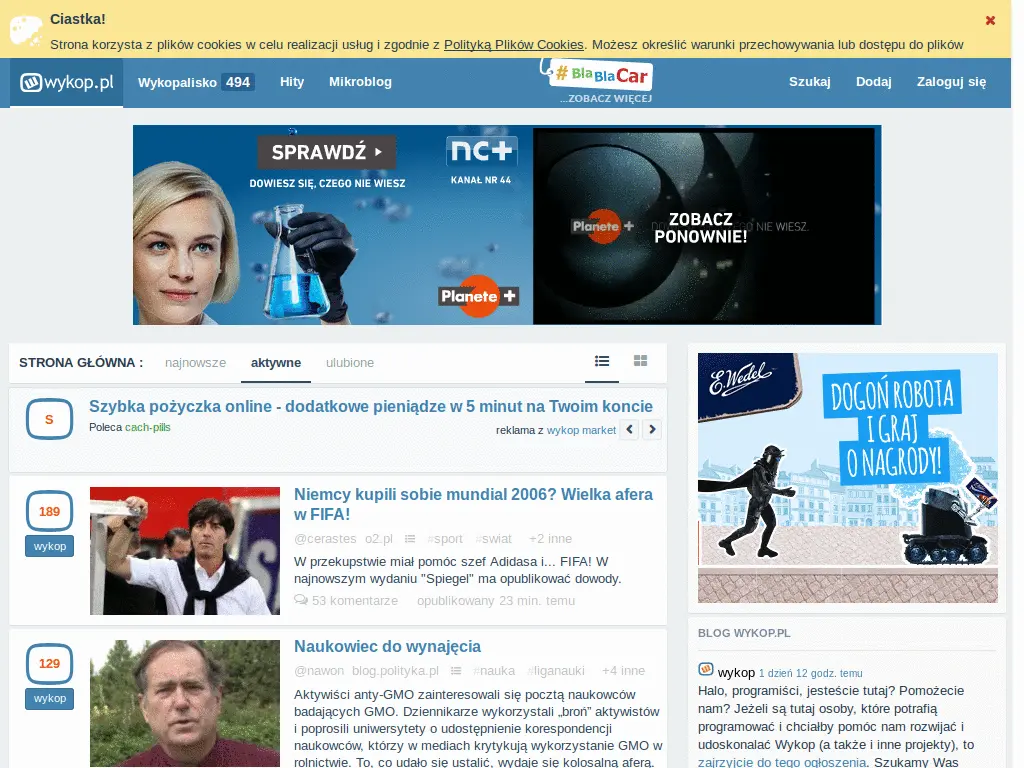 Ciastka!
Strona korzysta z plików cookies w celu realizacji usług i zgodnie z Polityką Plików Cookies. Możesz określić warunki przechowywania lub dostępu do plików
wykop.pl Wykopalisko 494 Hity Mikroblog # BlaBlaCar Szukaj Dodaj Zaloguj się
...ZOBACZ WIĘCEJ
SPRAWDŹ
nc+
DOWIESZ SIĘ, CZEGO NIE WIESZ
KANAŁ NR 44
Planete +
Planete +
ZOBACZ
PONOWNIE!
NIE WIESZ.
STRONA GŁÓWNA : najnowsze aktywne ulubione
S
Szybka pożyczka online - dodatkowe pieniądze w 5 minut na Twoim koncie
Poleca cach-pills
reklama z wykop market
189
wykop
Niemcy kupili sobie mundial 2006? Wielka afera
w FIFA!
@cerastes o2.pl #sport #swiat +2 inne
W przekupstwie miał pomóc szef Adidasa i... FIFA! W
najnowszym wydaniu "Spiegel" ma opublikować dowody.
53 komentarze opublikowany 23 min. temu
129
wykop
Naukowiec do wynajęcia
@nawon blog.polityka.pl #nauka #liganauki +4 inne
Aktywiści anty-GMO zainteresowali się pocztą naukowców
badających GMO. Dziennikarze wykorzystali „broń” aktywistów
i poprosili uniwersytety o udostępnienie korespondencji
naukowców, którzy w mediach krytykują wykorzystanie GMO w
rolnictwie. To, co udało się ustalić, wydaje się kolosalną aferą.
E.Wedel
DOGOŃ ROBOTA
I GRAJ
O NAGRODY!
BLOG WYKOP.PL
wykop 1 dzień 12 godz. temu
Halo, programiści, jesteście tutaj? Pomożecie
nam? Jeżeli są tutaj osoby, które potrafią
programować i chciałby pomóc nam rozwijać i
udoskonalać Wykop (a także i inne projekty), to
zajrzyjcie do tego ogłoszenia. Szukamy Was